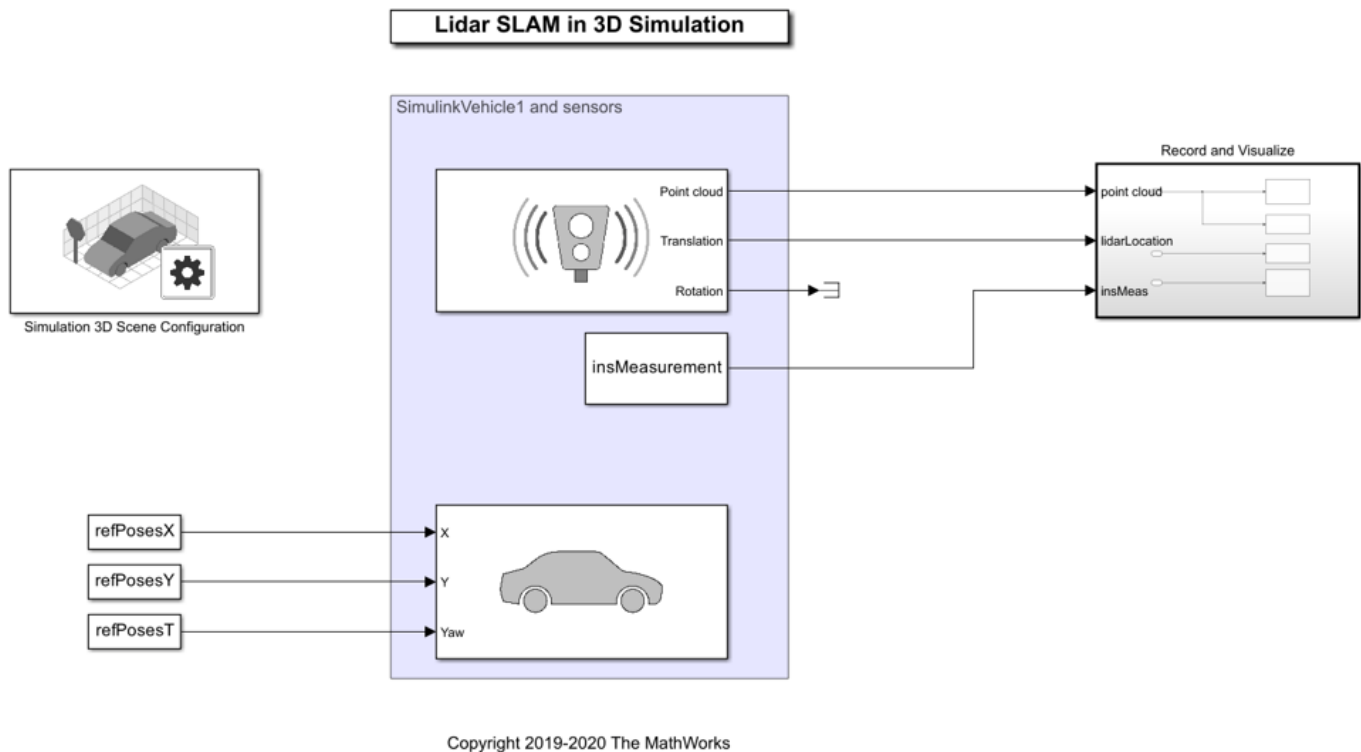 Lidar SLAM in 3D Simulation
SimulinkVehicle1 and sensors
Record and Visualize
Point cloud
point cloud
Translation
lidarLocation
Rotation
insMeas
Simulation 3D Scene Configuration
insMeasurement
refPosesX
X
refPosesY
Y
refPosesT
Yaw
Copyright 2019-2020 The MathWorks